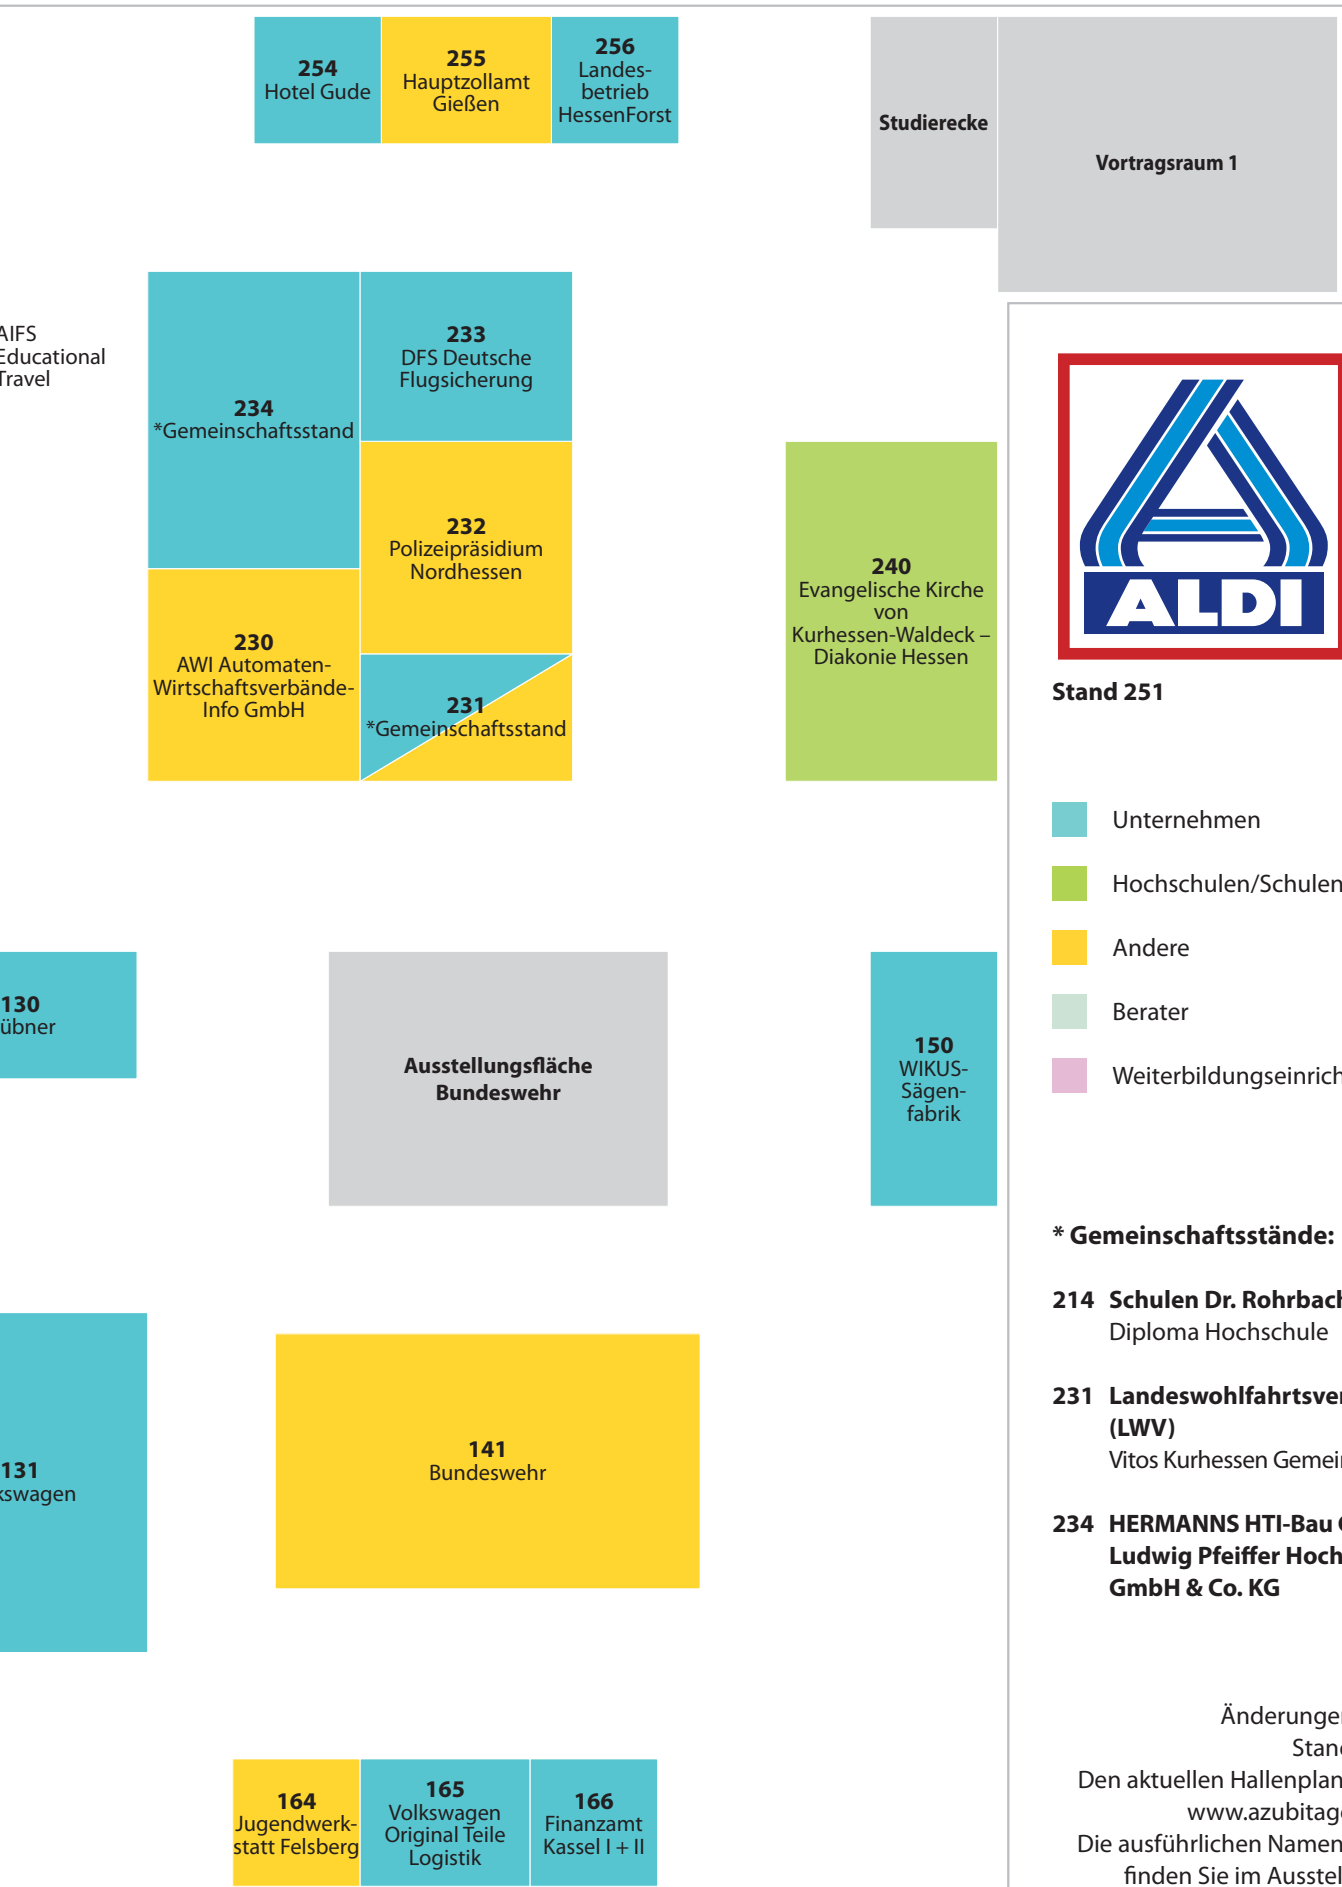 254
Hotel Gude
255
Hauptzollamt
Gießen
256
Landes-
betrieb
HessenForst
Studierecke
Vortragsraum 1
AIFS
Educational
Travel
234
*Gemeinschaftsstand
233
DFS Deutsche
Flugsicherung
232
Polizeipräsidium
Nordhessen
230
AWI Automaten-
Wirtschaftsverbände-
Info GmbH
231
*Gemeinschaftsstand
240
Evangelische Kirche
von
Kurhessen-Waldeck –
Diakonie Hessen
ALDI
Stand 251
Unternehmen
Hochschulen/Schulen
Andere
Berater
Weiterbildungseinrich
130
übner
Ausstellungsfläche
Bundeswehr
150
WIKUS-
Sägen-
fabrik
131
kswagen
141
Bundeswehr
164
Jugendwerk-
statt Felsberg
165
Volkswagen
Original Teile
Logistik
166
Finanzamt
Kassel I + II
* Gemeinschaftsstände:
214 Schulen Dr. Rohrbach
Diploma Hochschule
231 Landeswohlfahrtsver
(LWV)
Vitos Kurhessen Gemei
234 HERMANNS HTI-Bau
Ludwig Pfeiffer Hoch
GmbH & Co. KG
Änderunge
Stand
Den aktuellen Hallenplan
www.azubitage
Die ausführlichen Namen
finden Sie im Ausstel